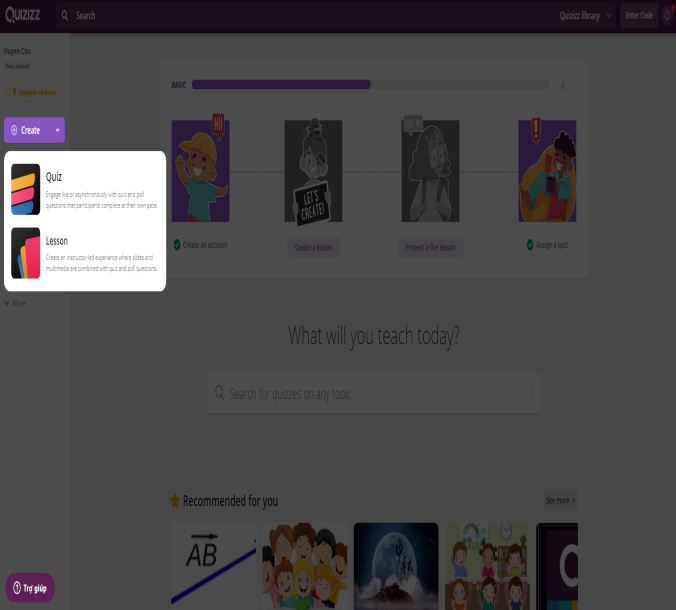 Quizizz
Search
Quizizz library
Enter Code
Huyen Chu
Basic account
Upgrade to Super
Create
Quiz
Engage live or asynchronously with quiz and poll
questions that participants complete at their own pace.
Lesson
Create an instructor-led experience where slides and
multimedia are combined with quiz and poll questions.
More
BASIC
HI!
LET'S
CREATE!
!
Create an account
Create a lesson
Present a live lesson
Assign a quiz
What will you teach today?
Search for quizzes on any topic
Recommended for you
See more
AB
Trợ giúp